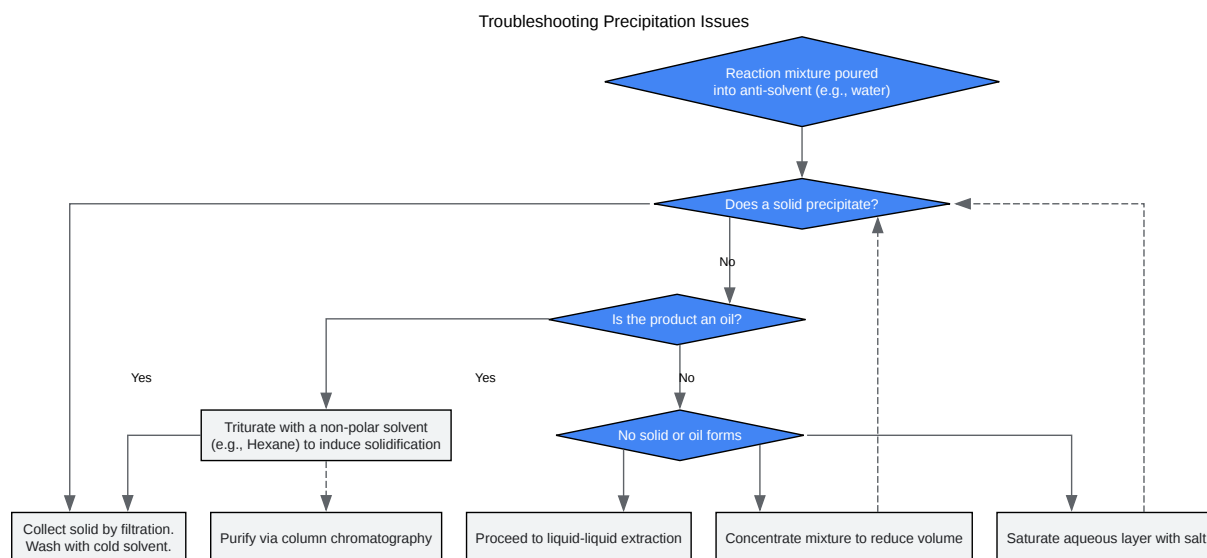 Troubleshooting Precipitation Issues
Reaction mixture poured
into anti-solvent (e.g., water)
Does a solid precipitate?
No
Is the product an oil?
Yes
Yes
No
Triturate with a non-polar solvent
(e.g., Hexane) to induce solidification
No solid or oil forms
Collect solid by filtration.
Wash with cold solvent.
Purify via column chromatography
Proceed to liquid-liquid extraction
Concentrate mixture to reduce volume
Saturate aqueous layer with salt